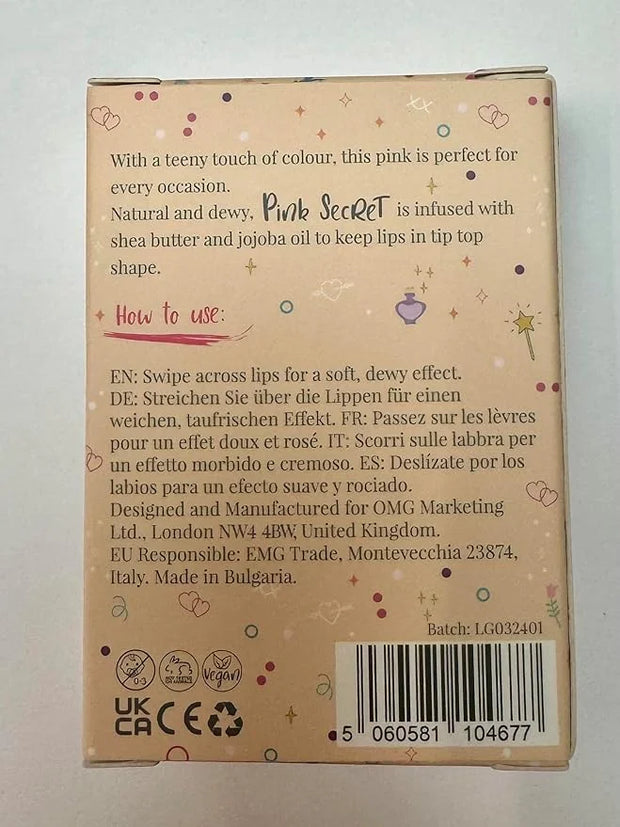 With a teeny touch of colour, this pink is perfect for
every occasion.
Natural and dewy, Pink Secret is infused with
shea butter and jojoba oil to keep lips in tip top
shape.
How to use:
EN: Swipe across lips for a soft, dewy effect.
DE: Streichen Sie über die Lippen für einen
weichen, taufrischen Effekt. FR: Passez sur les lèvres
pour un effet doux et rosé. IT: Scorri sulle labbra per
un effetto morbido e cremoso. ES: Deslízate por los
labios para un efecto suave y rociado.
Designed and Manufactured for OMG Marketing
Ltd., London NW4 4BW, United Kingdom.
EU Responsible: EMG Trade, Montevecchia 23874,
Italy. Made in Bulgaria.
Batch: LG032401
0-3
NOT TESTED
ON ANIMALS
Vegan
UK
CA CE
5 060581 104677